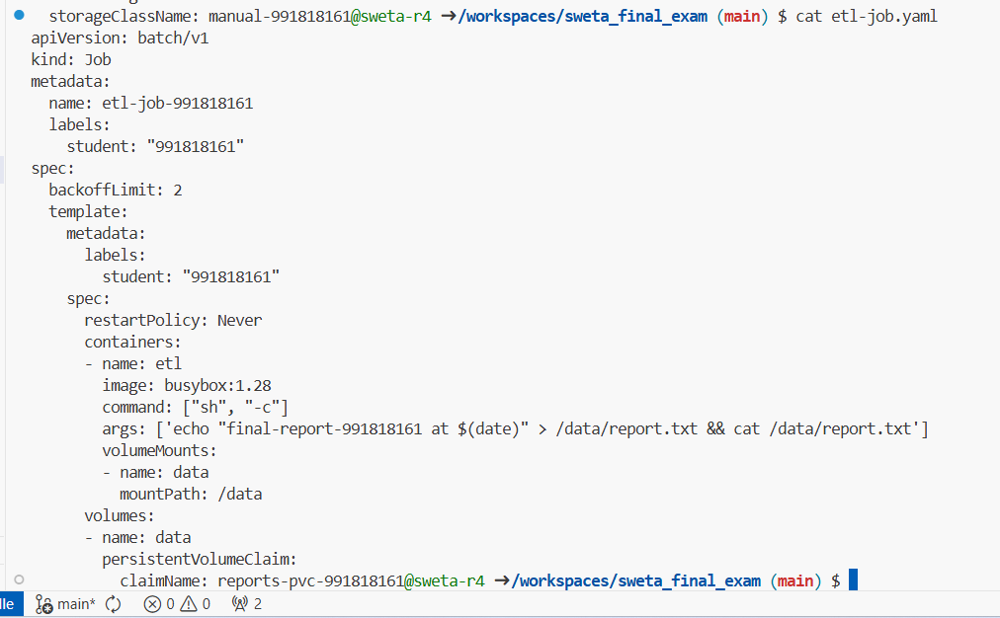 storageClassName: manual-991818161@sweta-r4 ➜/workspaces/sweta_final_exam (main) $ cat etl-job.yaml
apiVersion: batch/v1
kind: Job
metadata:
  name: etl-job-991818161
  labels:
    student: "991818161"
spec:
  backoffLimit: 2
  template:
    metadata:
      labels:
        student: "991818161"
    spec:
      restartPolicy: Never
      containers:
      - name: etl
        image: busybox:1.28
        command: ["sh", "-c"]
        args: ['echo "final-report-991818161 at $(date)" > /data/report.txt && cat /data/report.txt']
        volumeMounts:
        - name: data
          mountPath: /data
      volumes:
      - name: data
        persistentVolumeClaim:
          claimName: reports-pvc-991818161@sweta-r4 ➜/workspaces/sweta_final_exam (main) $
main* 0 0 2